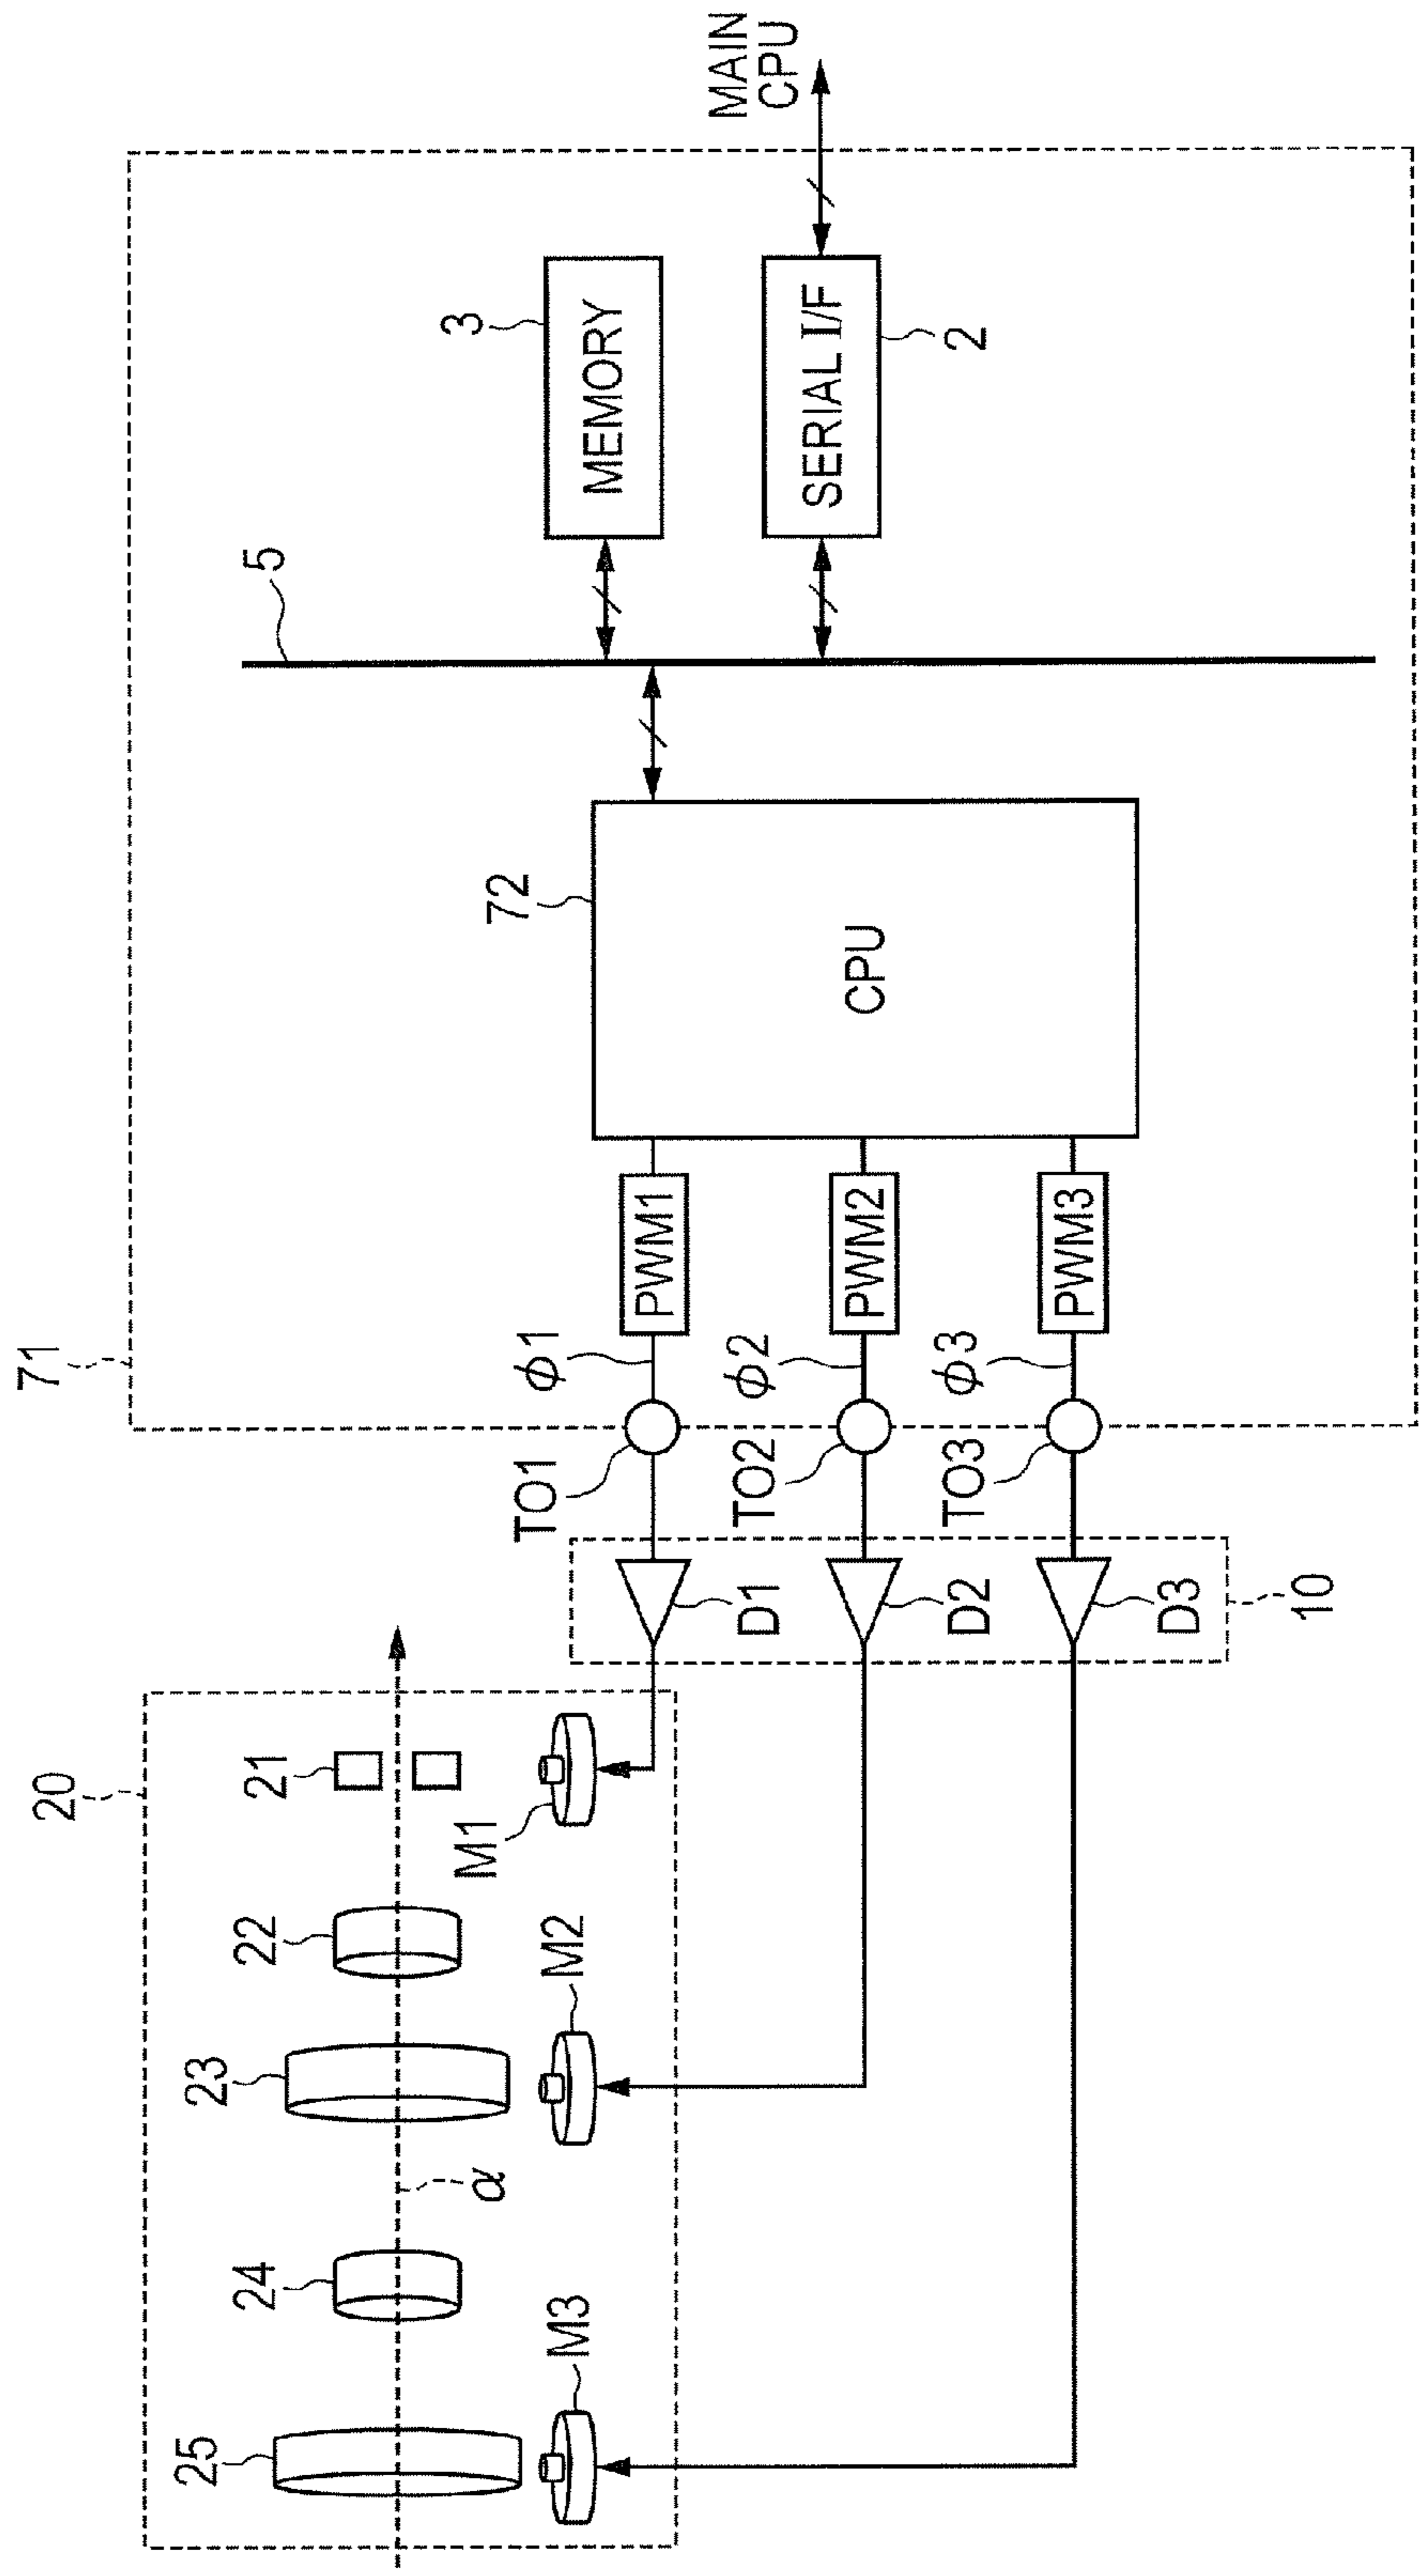 20
25
24
23
22
21
α
M3
M2
M1
10
D1
D2
D3
TO1
TO2
TO3
71
ϕ1
ϕ2
ϕ3
PWM1
PWM2
PWM3
72
CPU
5
3
MEMORY
SERIAL I/F
2
MAIN
CPU